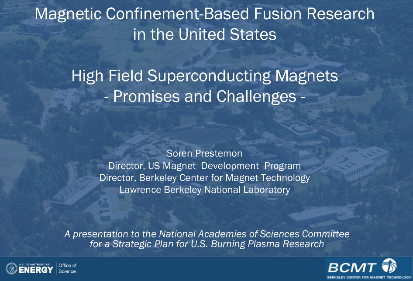 Magnetic Confinement-Based Fusion Research
in the United States
High Field Superconducting Magnets
- Promises and Challenges -
Soren Prestemon
Director, US Magnet Development Program
Director, Berkeley Center for Magnet Technology
Lawrence Berkeley National Laboratory
A presentation to the National Academies of Sciences Committee
for a Strategic Plan for U.S. Burning Plasma Research
U.S. DEPARTMENT OF
ENERGY
Office of
Science
BCMT
BERKELEY CENTER FOR MAGNET TECHNOLOGY